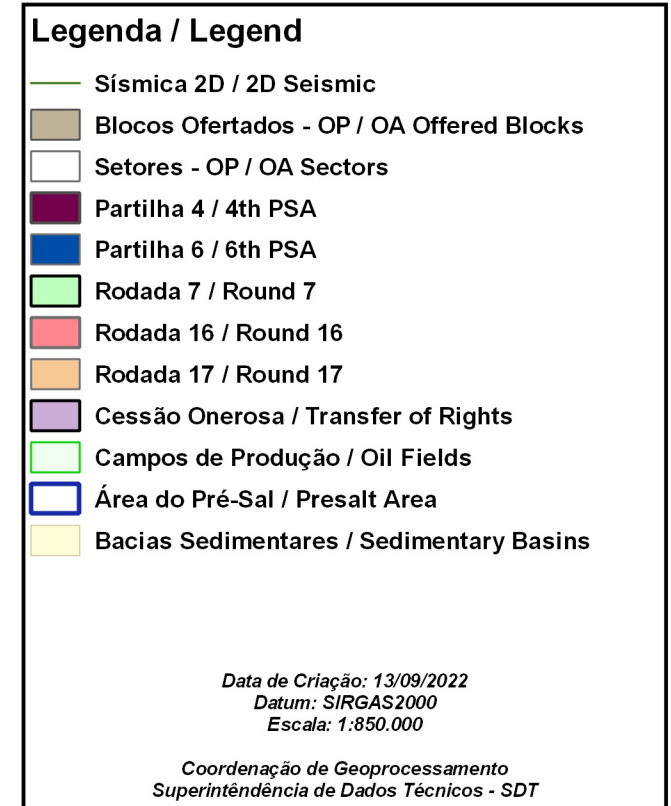 Legenda / Legend
Sísmica 2D / 2D Seismic
Blocos Ofertados - OP / OA Offered Blocks
Setores - OP / OA Sectors
Partilha 4 / 4th PSA
Partilha 6 / 6th PSA
Rodada 7 / Round 7
Rodada 16 / Round 16
Rodada 17 / Round 17
Cessão Onerosa / Transfer of Rights
Campos de Produção / Oil Fields
Área do Pré-Sal / Presalt Area
Bacias Sedimentares / Sedimentary Basins
Data de Criação: 13/09/2022
Datum: SIRGAS2000
Escala: 1:850.000
Coordenação de Geoprocessamento
Superintêndência de Dados Técnicos - SDT